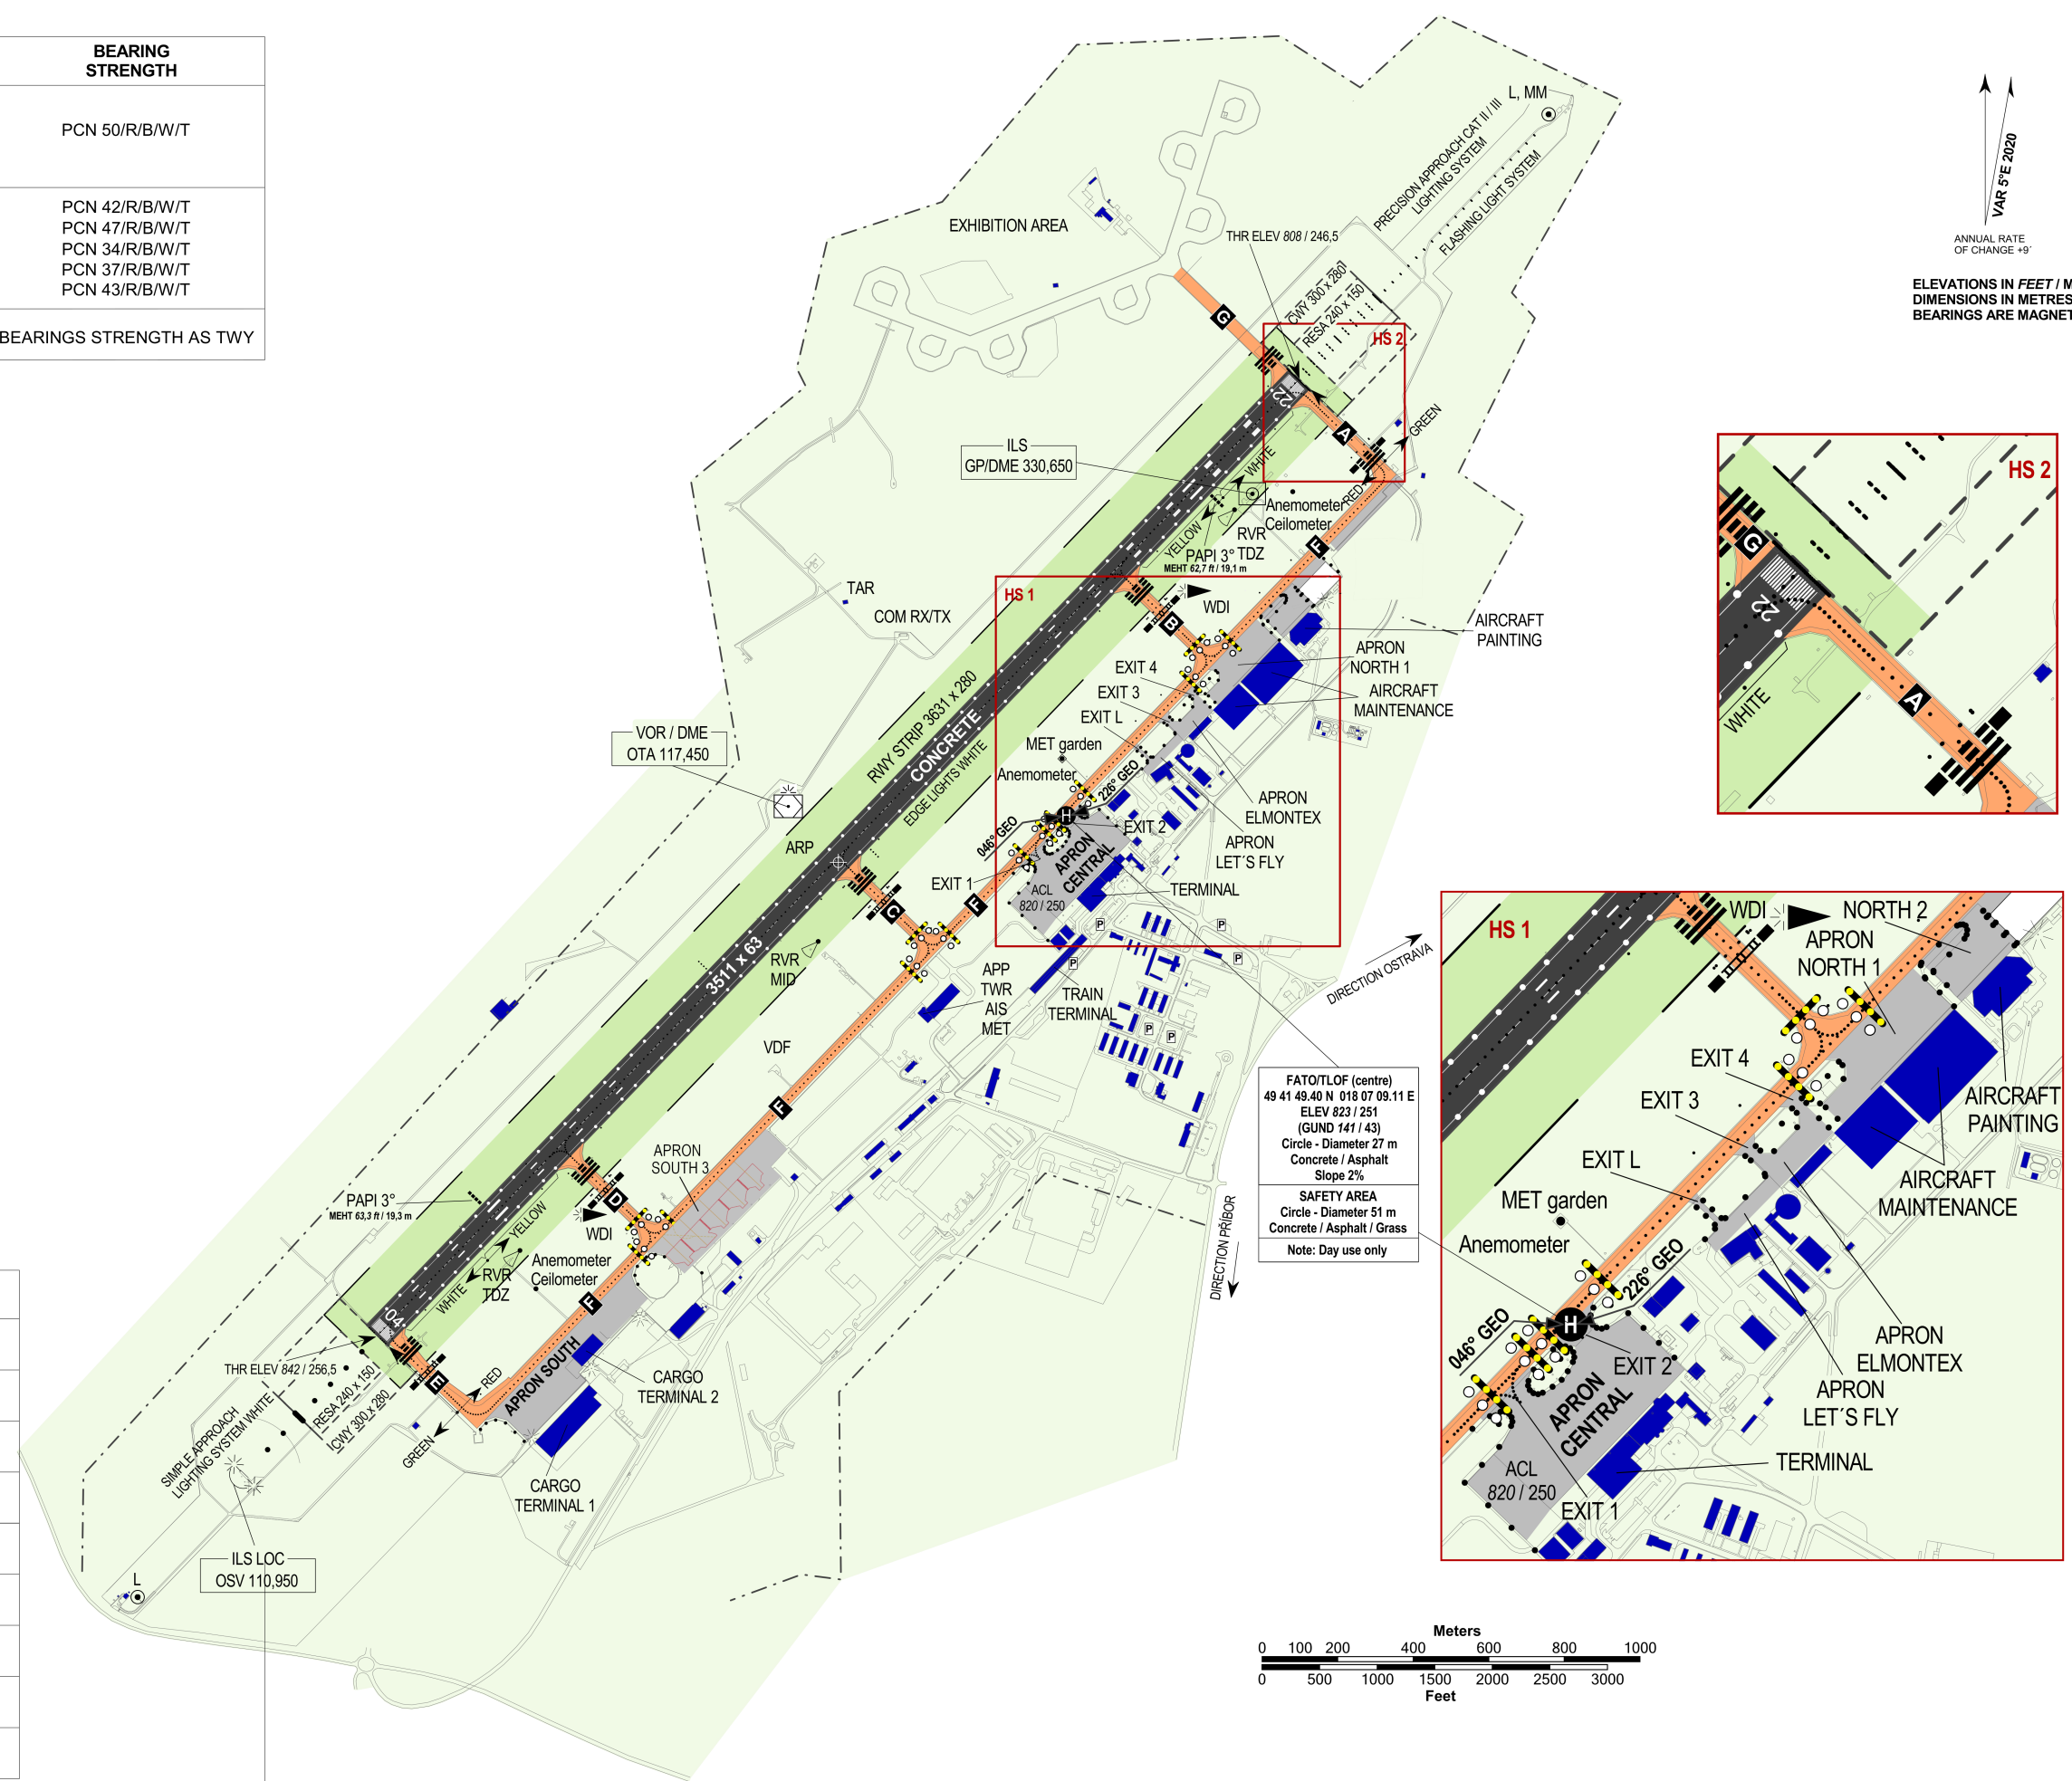 BEARING
STRENGTH
PCN 50/R/B/W/T
PCN 42/R/B/W/T
PCN 47/R/B/W/T
PCN 34/R/B/W/T
PCN 37/R/B/W/T
PCN 43/R/B/W/T
BEARINGS STRENGTH AS TWY
L, MM
PRECISION APPROACH CAT II / III
LIGHTING SYSTEM
FLASHING LIGHT SYSTEM
VAR 5°E 2020
ANNUAL RATE
OF CHANGE +9´
ELEVATIONS IN FEET / M
DIMENSIONS IN METRES
BEARINGS ARE MAGNET
EXHIBITION AREA
THR ELEV 808 / 246,5
CWY 300 x 280
RESA 240 x 150
G
HS 2
22
A
GREEN
ILS
GP/DME 330,650
WHITE
RED
Anemometer
Ceilometer
YELLOW
RVR
TDZ
PAPI 3°
MEHT 62,7 ft / 19,1 m
F
HS 1
WDI
B
TAR
COM RX/TX
AIRCRAFT
PAINTING
APRON
NORTH 1
EXIT 4
EXIT 3
EXIT L
AIRCRAFT
MAINTENANCE
RWY STRIP 3631 x 280
CONCRETE
EDGE LIGHTS WHITE
VOR / DME
OTA 117,450
MET garden
Anemometer
226° GEO
046° GEO
H
APRON
ELMONTEX
EXIT 2
APRON
LET´S FLY
ARP
APRON
CENTRAL
EXIT 1
ACL
820 / 250
TERMINAL
C
F
P
P
P
P
P
P
3511 x 63
RVR
MID
APP
TWR
AIS
MET
TRAIN
TERMINAL
DIRECTION OSTRAVA
VDF
F
FATO/TLOF (centre)
49 41 49.40 N 018 07 09.11 E
ELEV 823 / 251
(GUND 141 / 43)
Circle - Diameter 27 m
Concrete / Asphalt
Slope 2%
SAFETY AREA
Circle - Diameter 51 m
Concrete / Asphalt / Grass
Note: Day use only
DIRECTION PŘÍBOR
APRON
SOUTH 3
PAPI 3°
MEHT 63,3 ft / 19,3 m
D
WDI
YELLOW
WHITE
RVR
TDZ
Anemometer
Ceilometer
F
04
THR ELEV 842 / 256,5
E
RED
APRON SOUTH
CARGO
TERMINAL 2
RESA 240 x 150
CWY 300 x 280
SIMPLE APPROACH
LIGHTING SYSTEM WHITE
GREEN
CARGO
TERMINAL 1
ILS LOC
OSV 110,950
L
HS 2
G
22
WHITE
A
HS 1
WDI
NORTH 2
APRON
NORTH 1
EXIT 4
AIRCRAFT
PAINTING
EXIT 3
EXIT L
AIRCRAFT
MAINTENANCE
MET garden
Anemometer
226° GEO
046° GEO
H
EXIT 2
APRON
ELMONTEX
APRON
LET´S FLY
APRON
CENTRAL
TERMINAL
ACL
820 / 250
EXIT 1
Meters
0 100 200 400 600 800 1000
0 500 1000 1500 2000 2500 3000
Feet